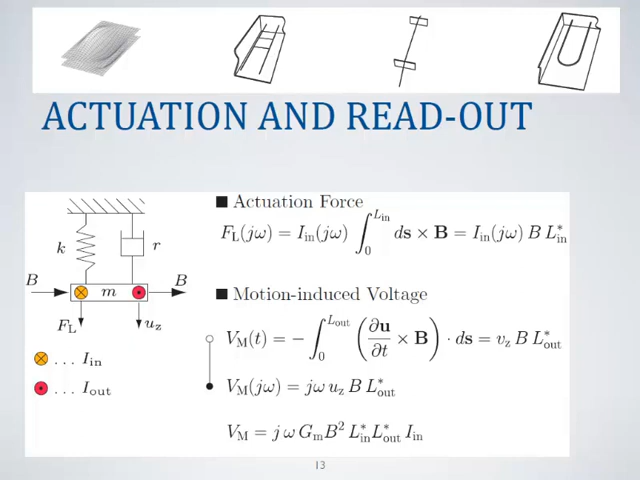 ACTUATION AND READ-OUT
■ Actuation Force
F_L(jω) = I_in(jω) ∫_0^{L_in} ds × B = I_in(jω) B L*_in
k
r
B
m
B
F_L
u_z
... I_in
... I_out
■ Motion-induced Voltage
V_M(t) = − ∫_0^{L_out} (∂u/∂t × B) · ds = v_z B L*_out
V_M(jω) = jω u_z B L*_out
V_M = j ω G_m B² L*_in L*_out I_in
13